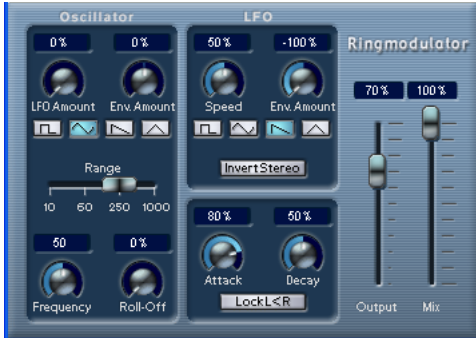 Oscillator
LFO
Ringmodulator
0% 0%
LFO Amount Env. Amount
50% -100%
Speed Env. Amount
70% 100%
Range
10 60 250 1000
Invert Stereo
50 0%
Frequency Roll-Off
80% 50%
Attack Decay
Lock L<R
Output Mix